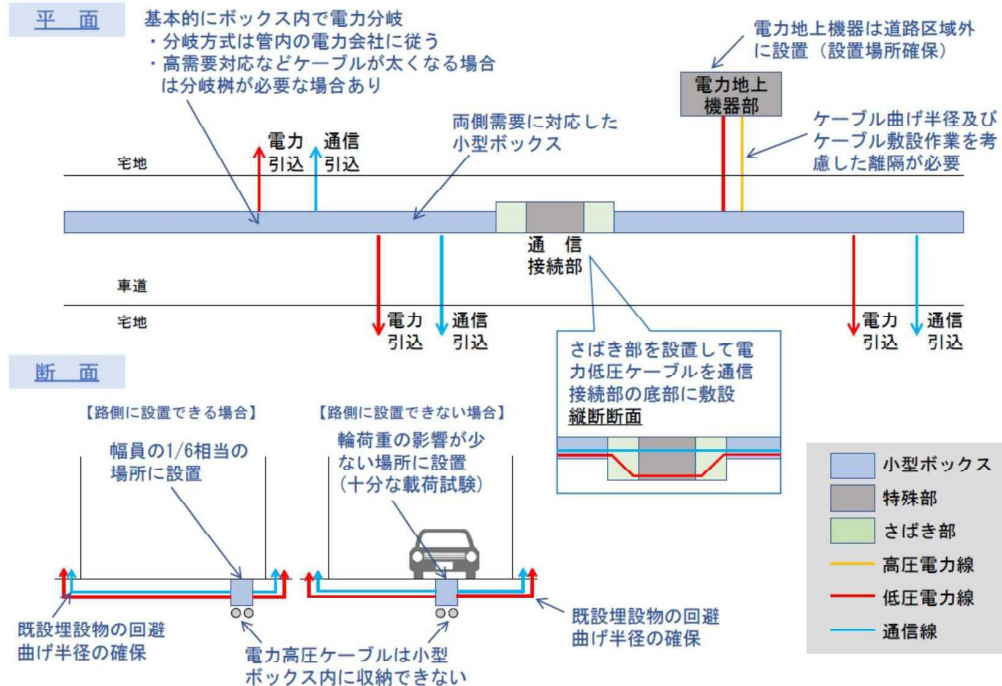 平 面
基本的にボックス内で電力分岐
・分岐方式は管内の電力会社に従う
・高需要対応などケーブルが太くなる場合
は分岐桝が必要な場合あり
電力地上機器は道路区域外
に設置（設置場所確保）
電力地上
機器部
両側需要に対応した
小型ボックス
ケーブル曲げ半径及び
ケーブル敷設作業を考
慮した離隔が必要
電力
引込
通信
引込
宅地
通 信
接続部
車道
宅地
電力
引込
通信
引込
電力
引込
通信
引込
さばき部を設置して電
力低圧ケーブルを通信
接続部の底部に敷設
縦断断面
断 面
【路側に設置できる場合】
【路側に設置できない場合】
幅員の1/6相当の
場所に設置
輪荷重の影響が少
ない場所に設置
（十分な載荷試験）
既設埋設物の回避
曲げ半径の確保
電力高圧ケーブルは小型
ボックス内に収納できない
既設埋設物の回避
曲げ半径の確保
小型ボックス
特殊部
さばき部
高圧電力線
低圧電力線
通信線